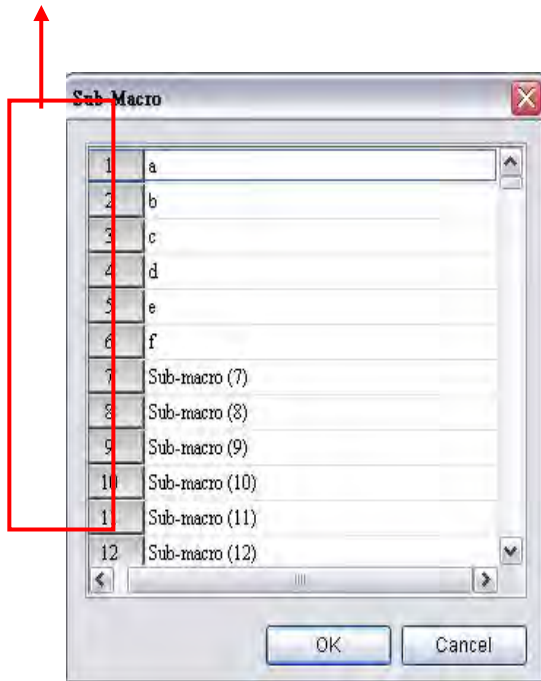 Sub-Macro
1 a
2 b
3 c
4 d
5 e
6 f
7 Sub-macro (7)
8 Sub-macro (8)
9 Sub-macro (9)
10 Sub-macro (10)
11 Sub-macro (11)
12 Sub-macro (12)
OK Cancel